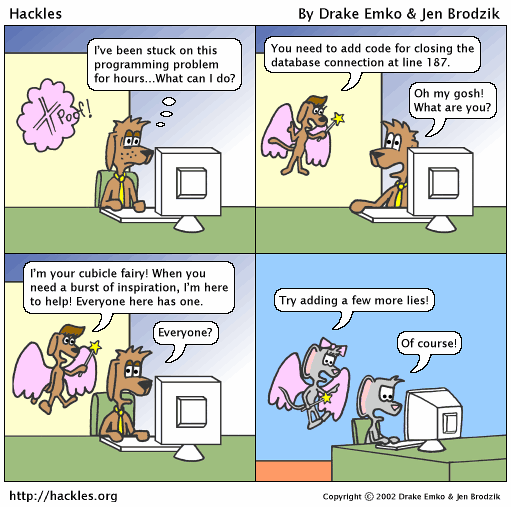 Hackles
By Drake Emko & Jen Brodzik
I've been stuck on this
programming problem
for hours...What can I do?
Poof!
You need to add code for closing the
database connection at line 187.
Oh my gosh!
What are you?
I'm your cubicle fairy! When you
need a burst of inspiration, I'm here
to help! Everyone here has one.
Everyone?
Try adding a few more lies!
Of course!
http://hackles.org
Copyright © 2002 Drake Emko & Jen Brodzik